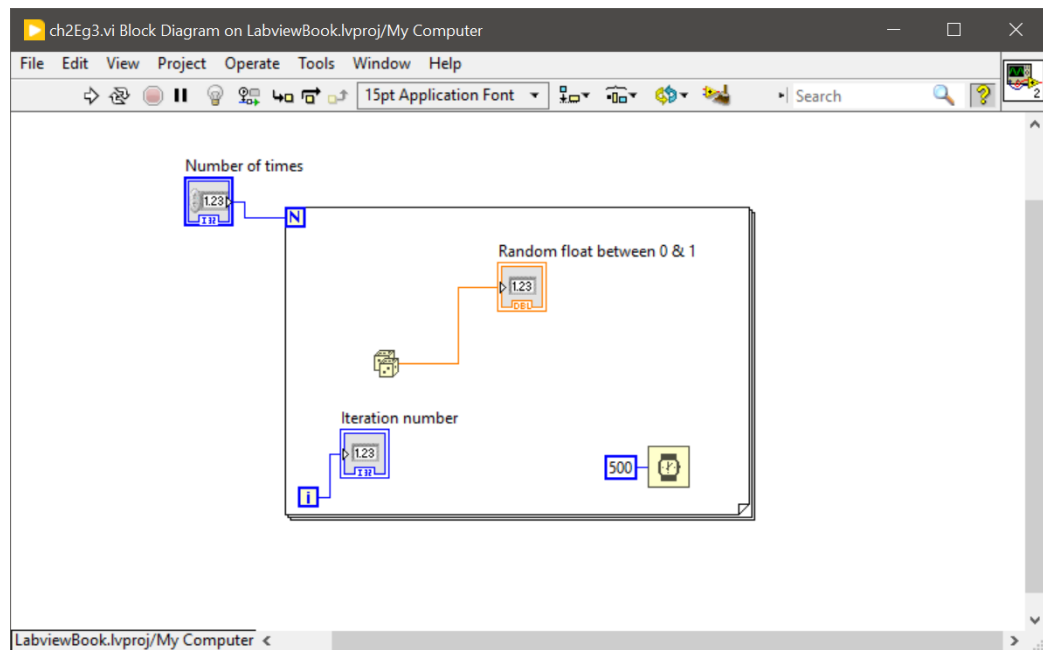 ch2Eg3.vi Block Diagram on LabviewBook.lvproj/My Computer
File Edit View Project Operate Tools Window Help
15pt Application Font
Search
2
Number of times
1.23
N
Random float between 0 & 1
1.23
DBL
Iteration number
1.23
500
i
LabviewBook.lvproj/My Computer